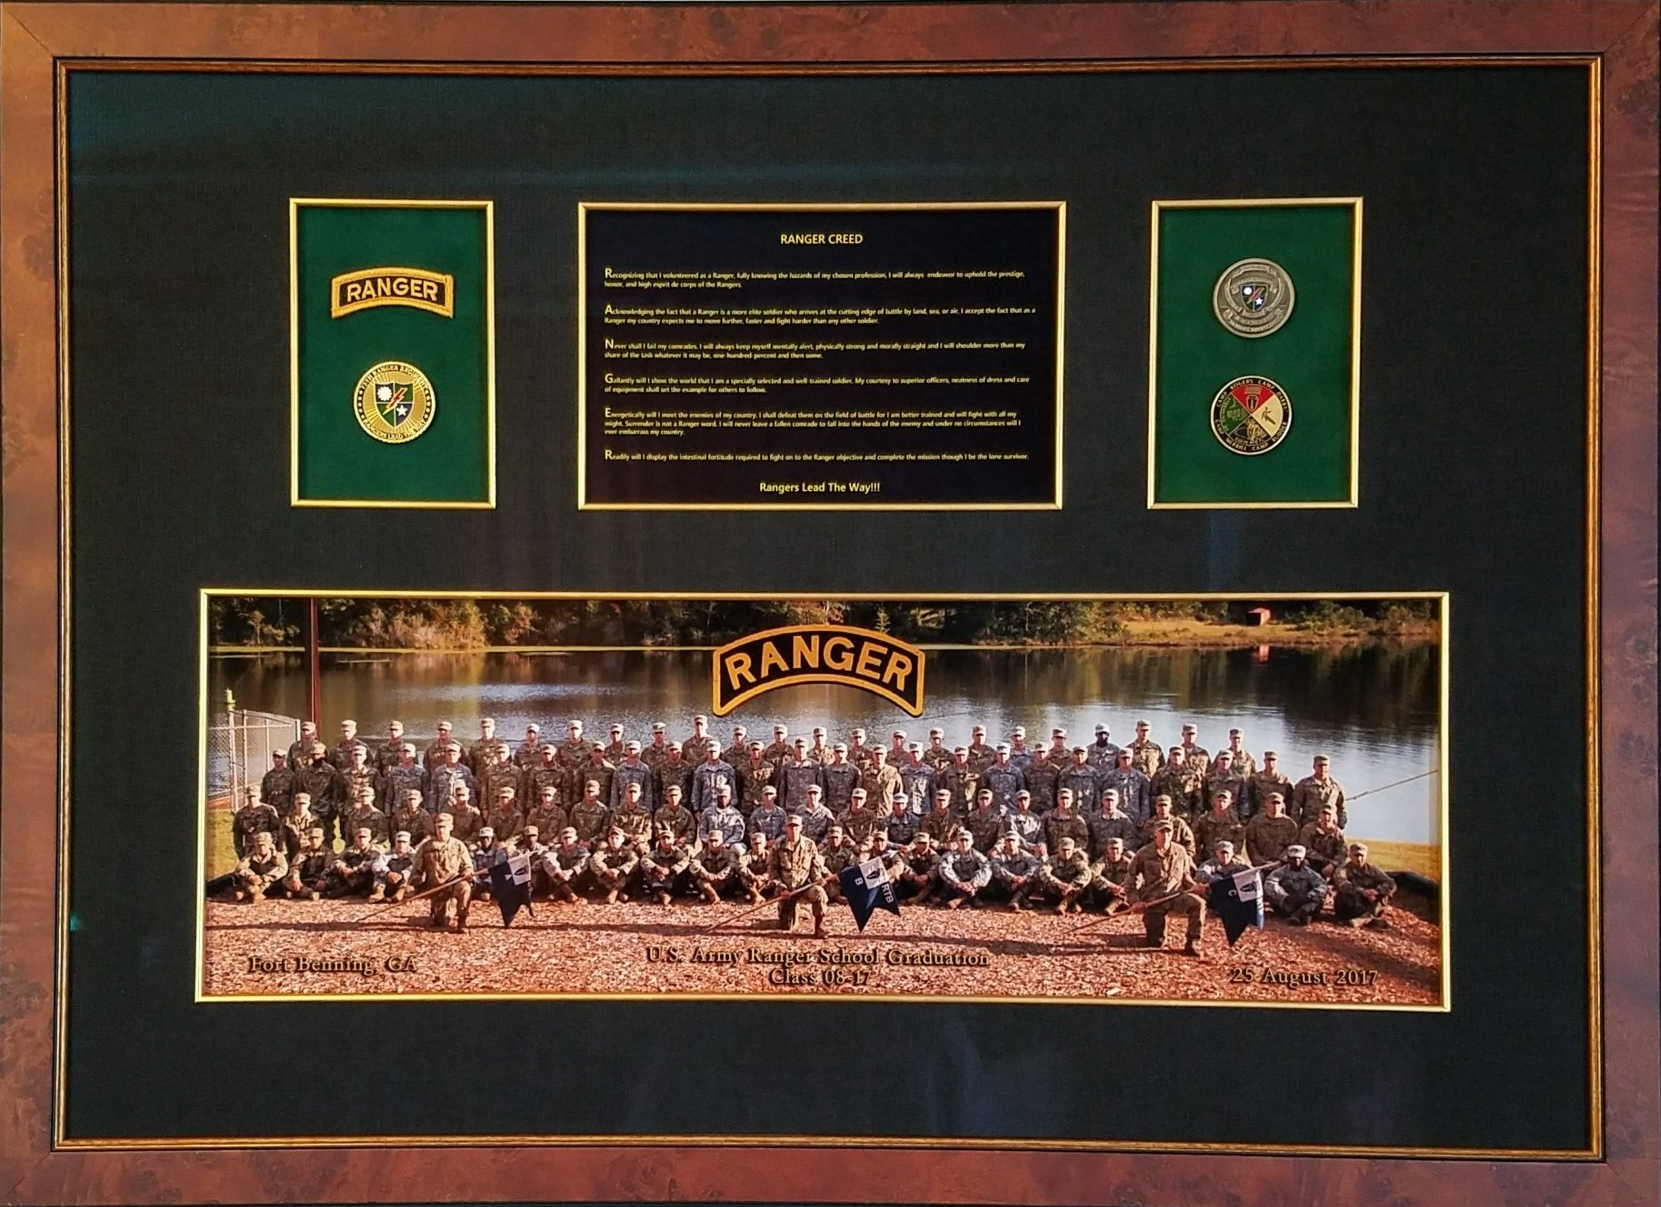 RANGER CREED
Recognizing that I volunteered as a Ranger, fully knowing the hazards of my chosen profession, I will always endeavor to uphold the prestige,
honor, and high esprit de corps of the Rangers.
Acknowledging the fact that a Ranger is a more elite soldier who arrives at the cutting edge of battle by land, sea, or air, I accept the fact that as a
Ranger my country expects me to move further, faster and fight harder than any other soldier.
Never shall I fail my comrades. I will always keep myself mentally alert, physically strong and morally straight and I will shoulder more than my
share of the task whatever it may be, one-hundred-percent and then some.
Gallantly will I show the world that I am a specially selected and well-trained soldier. My courtesy to superior officers, neatness of dress and care
of equipment shall set the example for others to follow.
Energetically will I meet the enemies of my country. I shall defeat them on the field of battle for I am better trained and will fight with all my
might. Surrender is not a Ranger word. I will never leave a fallen comrade to fall into the hands of the enemy and under no circumstances will I
ever embarrass my country.
Readily will I display the intestinal fortitude required to fight on to the Ranger objective and complete the mission though I be the lone survivor.
Rangers Lead The Way!!!
RANGER
75TH RANGER REGIMENT
RANGER
A
B
RTB
C
Fort Benning, GA
U.S. Army Ranger School Graduation
Class 08-17
25 August 2017